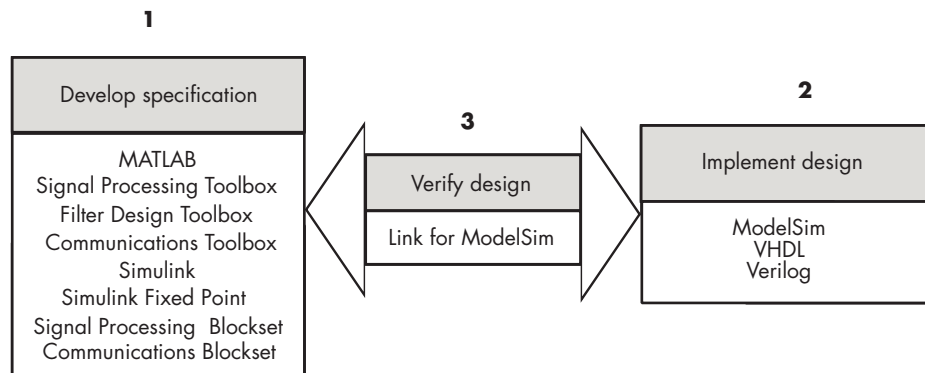 1
Develop specification
MATLAB
Signal Processing Toolbox
Filter Design Toolbox
Communications Toolbox
Simulink
Simulink Fixed Point
Signal Processing Blockset
Communications Blockset
3
Verify design
Link for ModelSim
2
Implement design
ModelSim
VHDL
Verilog